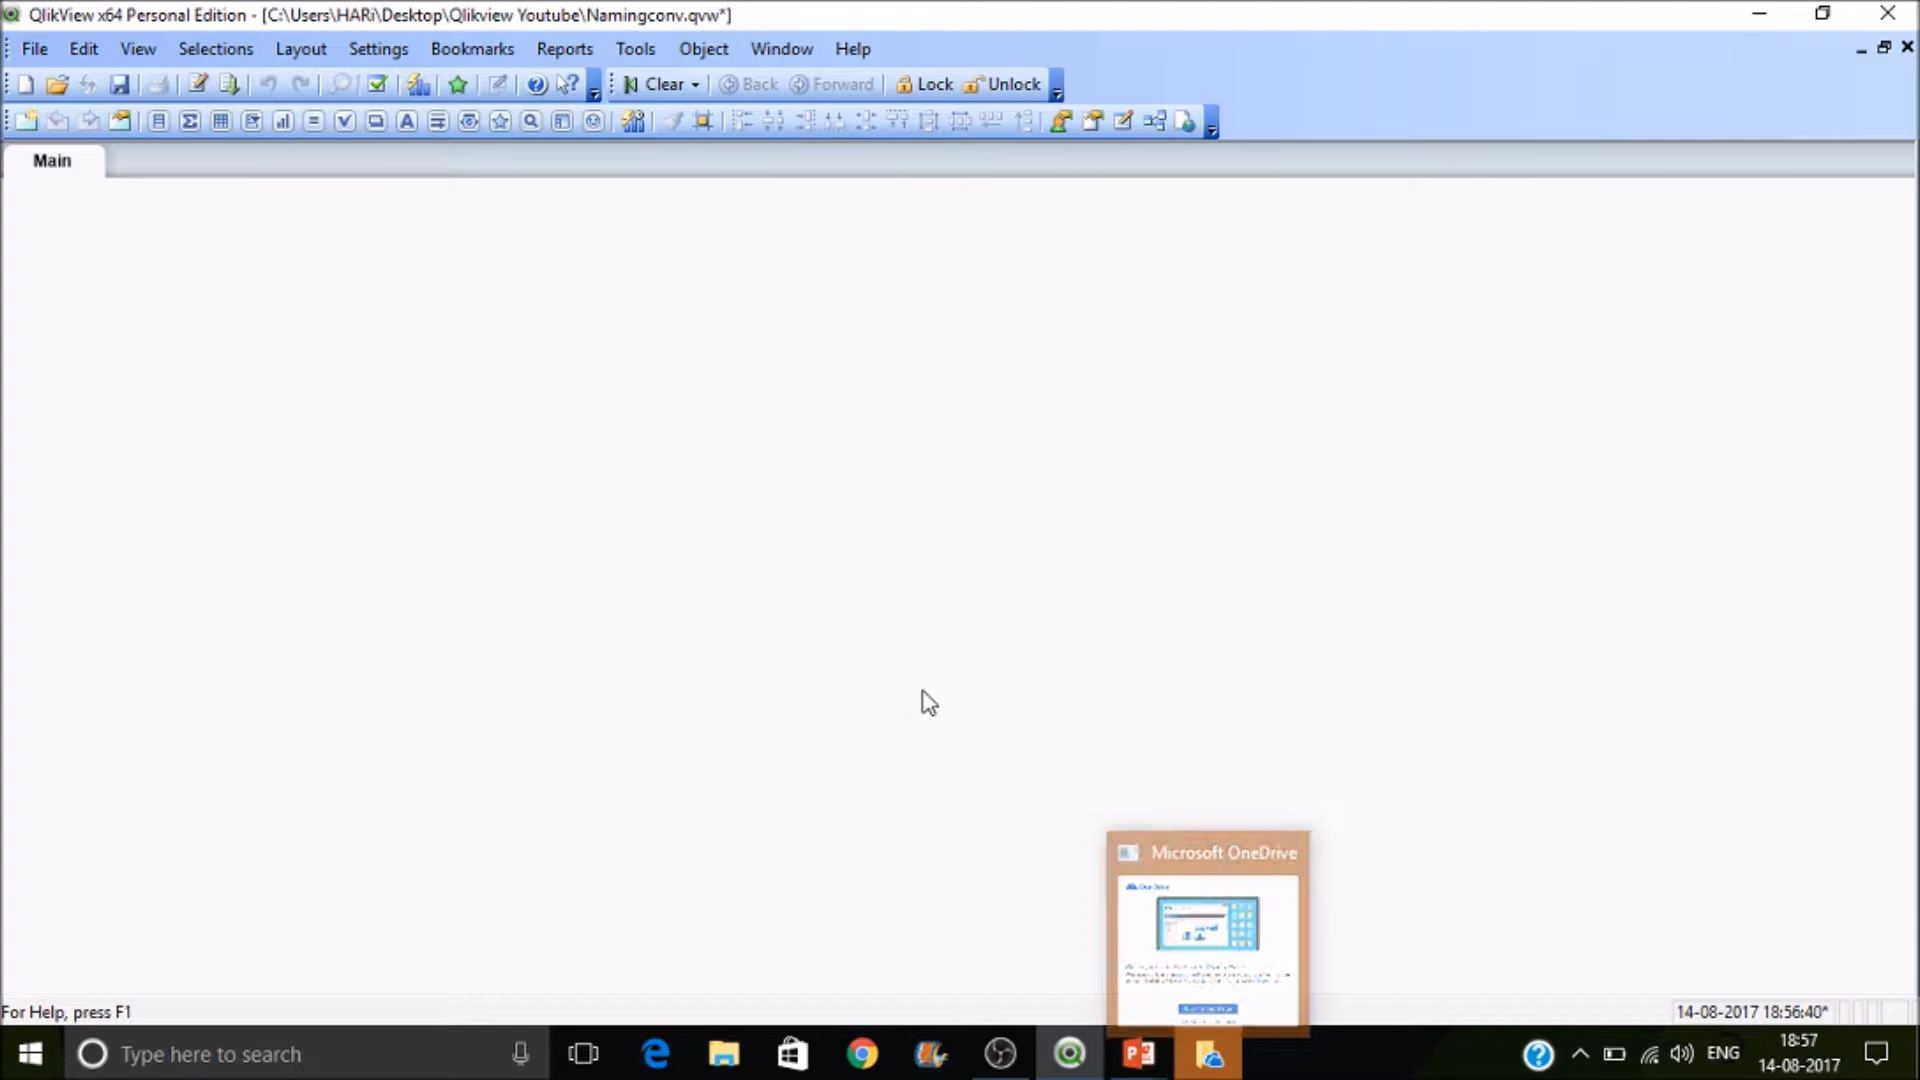 QlikView x64 Personal Edition - [C:\Users\HARi\Desktop\Qlikview Youtube\Namingconv.qvw*]
File Edit View Selections Layout Settings Bookmarks Reports Tools Object Window Help
Clear Back Forward Lock Unlock
Main
Microsoft OneDrive
For Help, press F1
14-08-2017 18:56:40*
Type here to search
ENG
18:57
14-08-2017